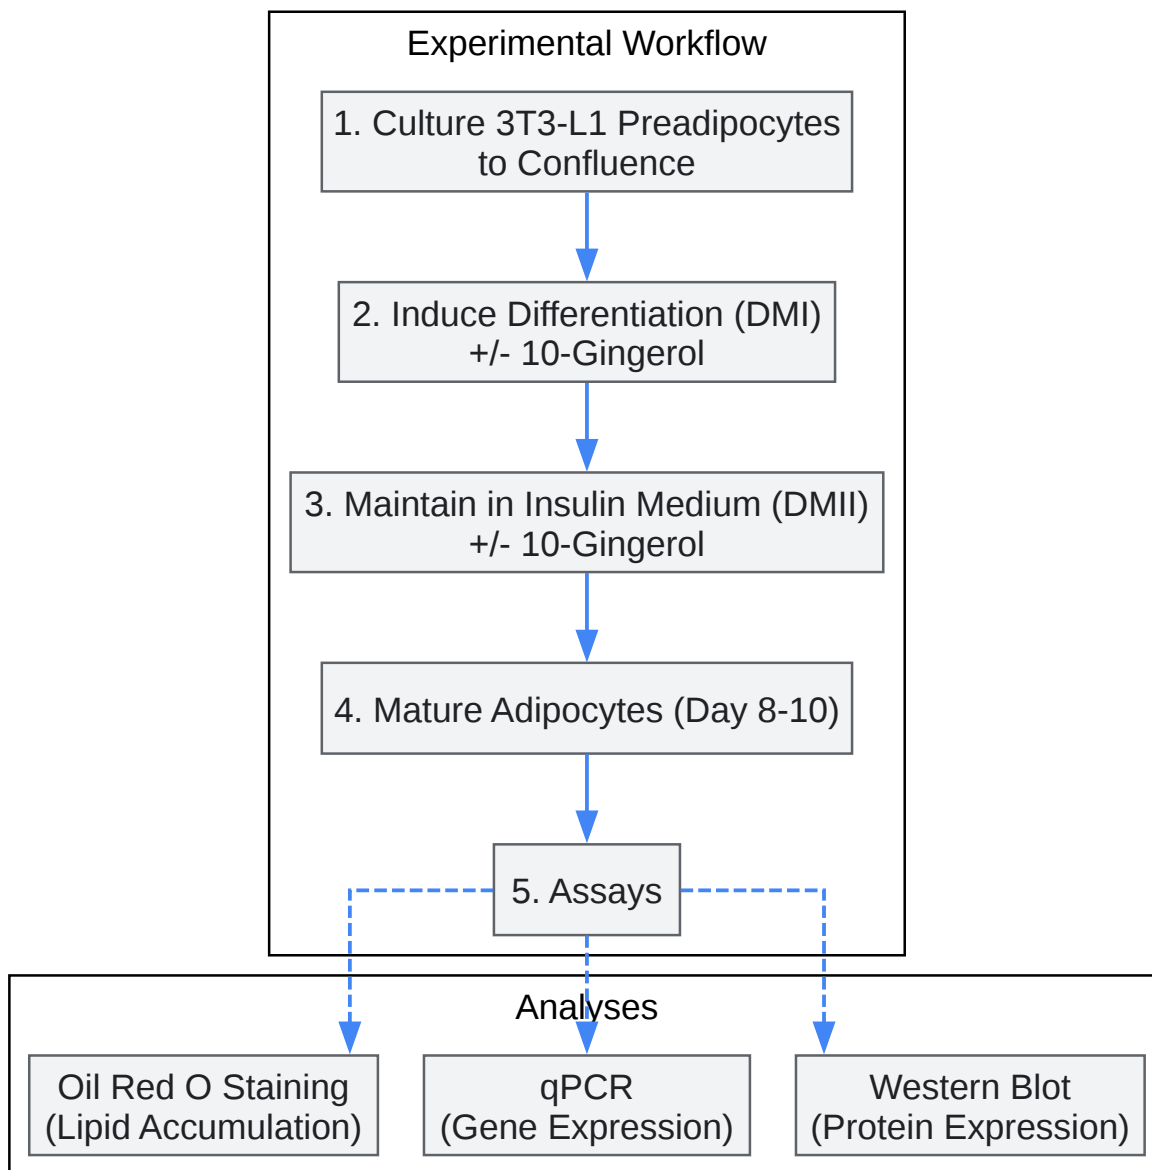 Experimental Workflow
1. Culture 3T3-L1 Preadipocytes
to Confluence
2. Induce Differentiation (DMI)
+/- 10-Gingerol
3. Maintain in Insulin Medium (DMII)
+/- 10-Gingerol
4. Mature Adipocytes (Day 8-10)
5. Assays
Analyses
Oil Red O Staining
(Lipid Accumulation)
qPCR
(Gene Expression)
Western Blot
(Protein Expression)